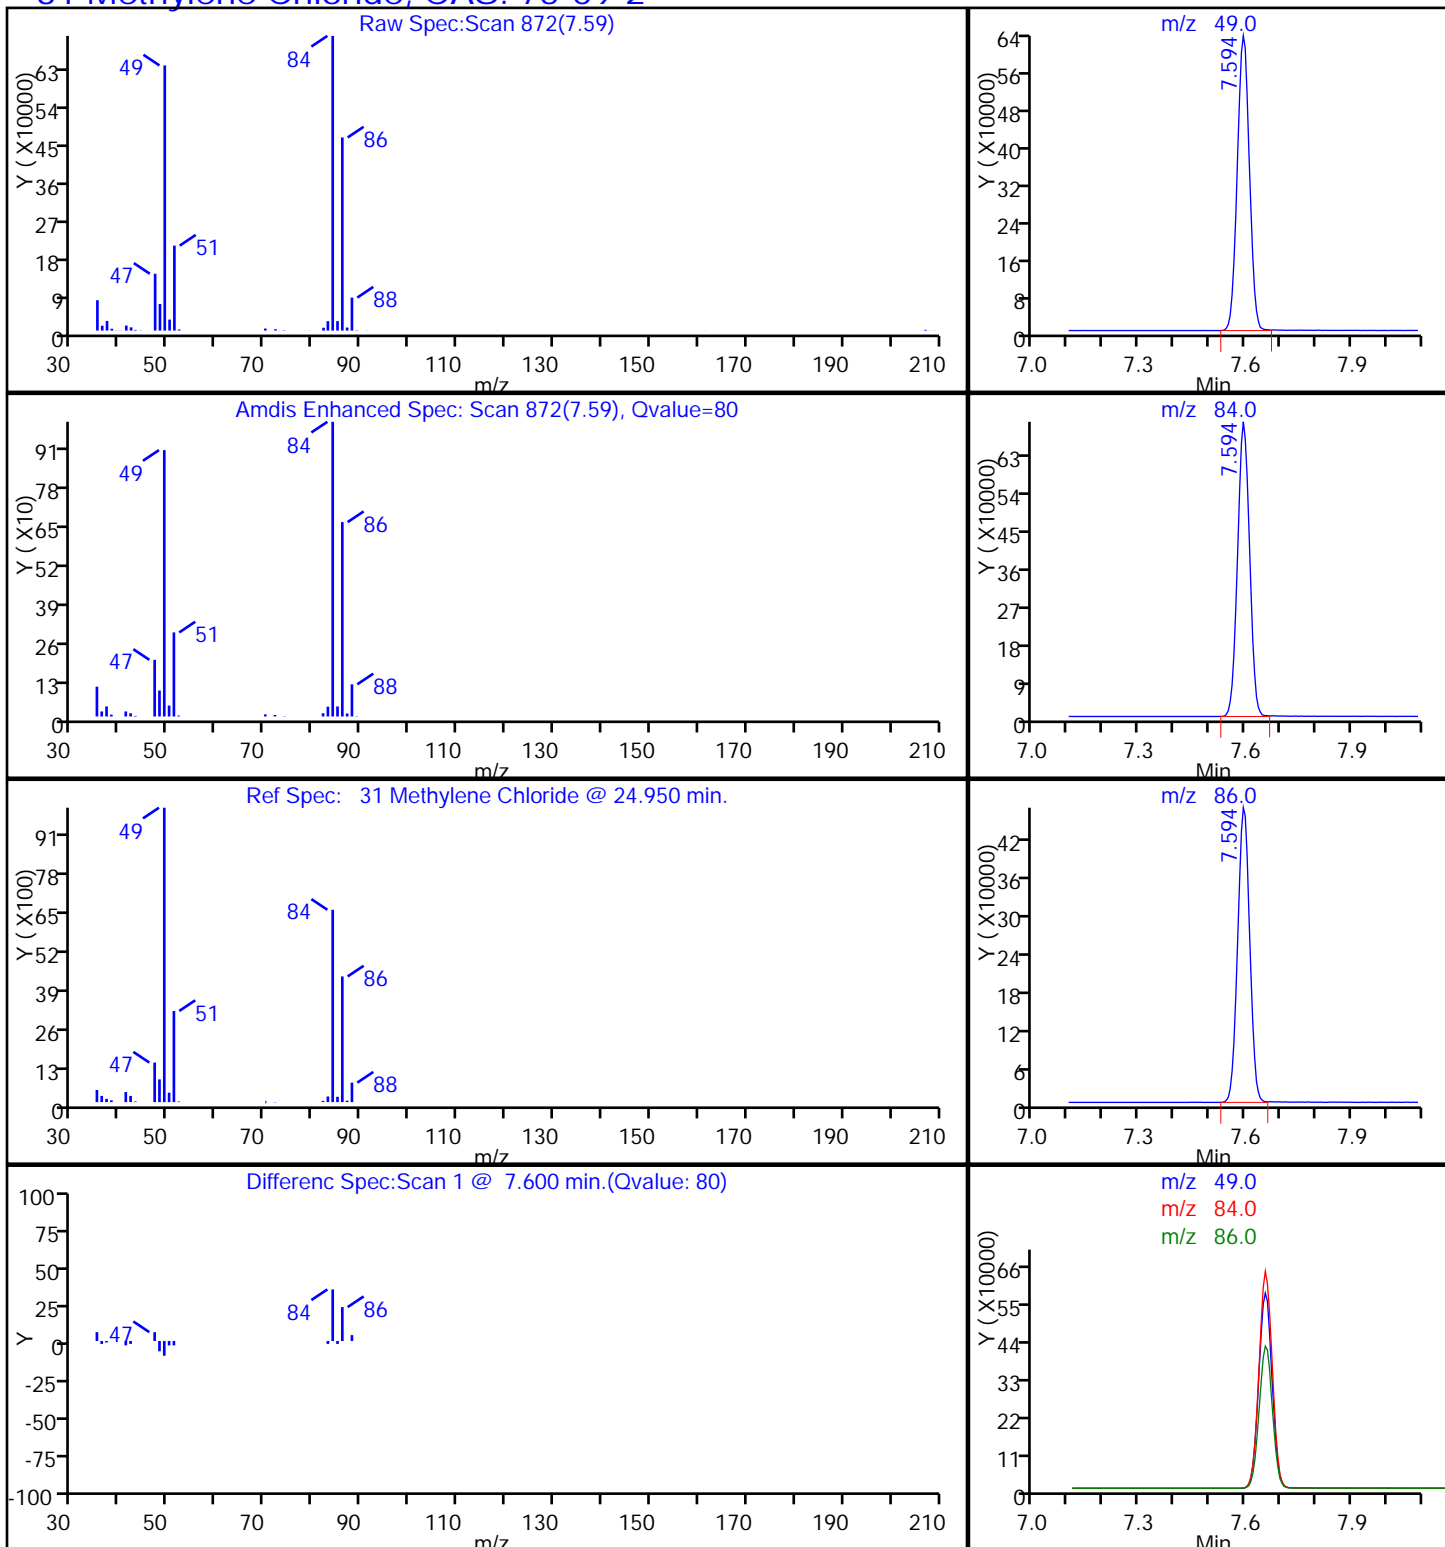 Raw Spec:Scan 872(7.59)
Y ( X10000)
63
54
45
36
27
18
9
0
49
84
86
51
47
88
30 50 70 90 110 130 150 170 190 210
m/z
m/z 49.0
Y ( X10000)
64
56
48
40
32
24
16
8
0
7.594
7.0 7.3 7.6 7.9
Min
Amdis Enhanced Spec: Scan 872(7.59), Qvalue=80
Y ( X10)
91
78
65
52
39
26
13
0
49
84
86
51
47
88
30 50 70 90 110 130 150 170 190 210
m/z
m/z 84.0
Y ( X10000)
63
54
45
36
27
18
9
0
7.594
7.0 7.3 7.6 7.9
Min
Ref Spec: 31 Methylene Chloride @ 24.950 min.
Y ( X100)
91
78
65
52
39
26
13
0
49
84
86
51
47
88
30 50 70 90 110 130 150 170 190 210
m/z
m/z 86.0
Y ( X10000)
42
36
30
24
18
12
6
0
7.594
7.0 7.3 7.6 7.9
Min
Differenc Spec:Scan 1 @ 7.600 min.(Qvalue: 80)
Y
100
75
50
25
0
-25
-50
-75
-100
47
84
86
30 50 70 90 110 130 150 170 190 210
m/z
m/z 49.0
m/z 84.0
m/z 86.0
Y ( X10000)
66
55
44
33
22
11
0
7.0 7.3 7.6 7.9
Min